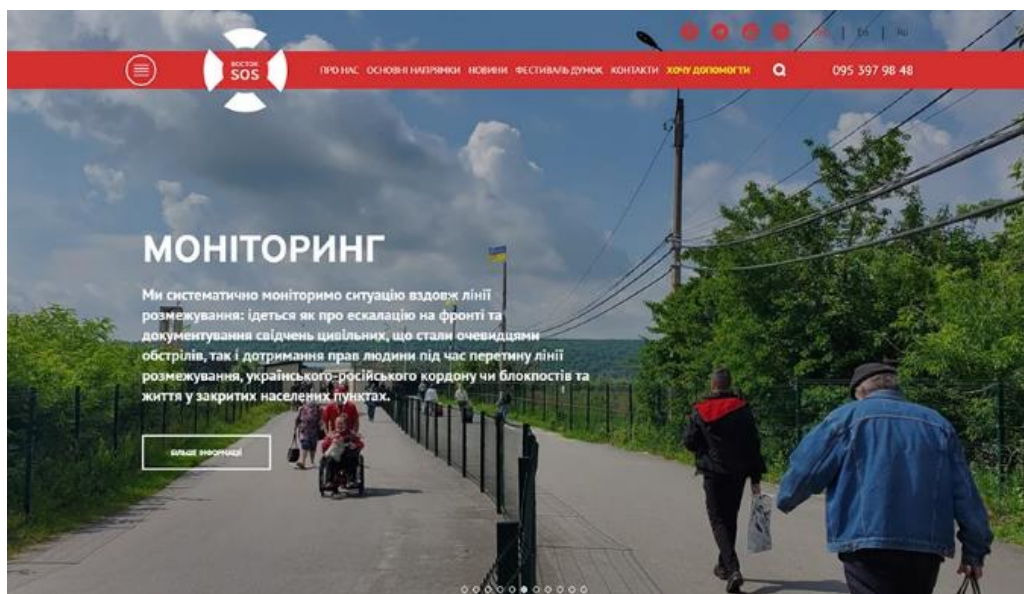 En | RU
ВОСТОК
SOS
ПРО НАС ОСНОВНІ НАПРЯМКИ НОВИНИ ФЕСТИВАЛЬ ДУМОК КОНТАКТИ ХОЧУ ДОПОМОГТИ
095 397 98 48
МОНІТОРИНГ
Ми систематично моніторимо ситуацію вздовж лінії
розмежування: ідеться як про ескалацію на фронті та
документування свідчень цивільних, що стали очевидцями
обстрілів, так і дотримання прав людини під час перетину лінії
розмежування, українського-російського кордону чи блокпостів та
життя у закритих населених пунктах.
БІЛЬШЕ ІНФОРМАЦІЇ